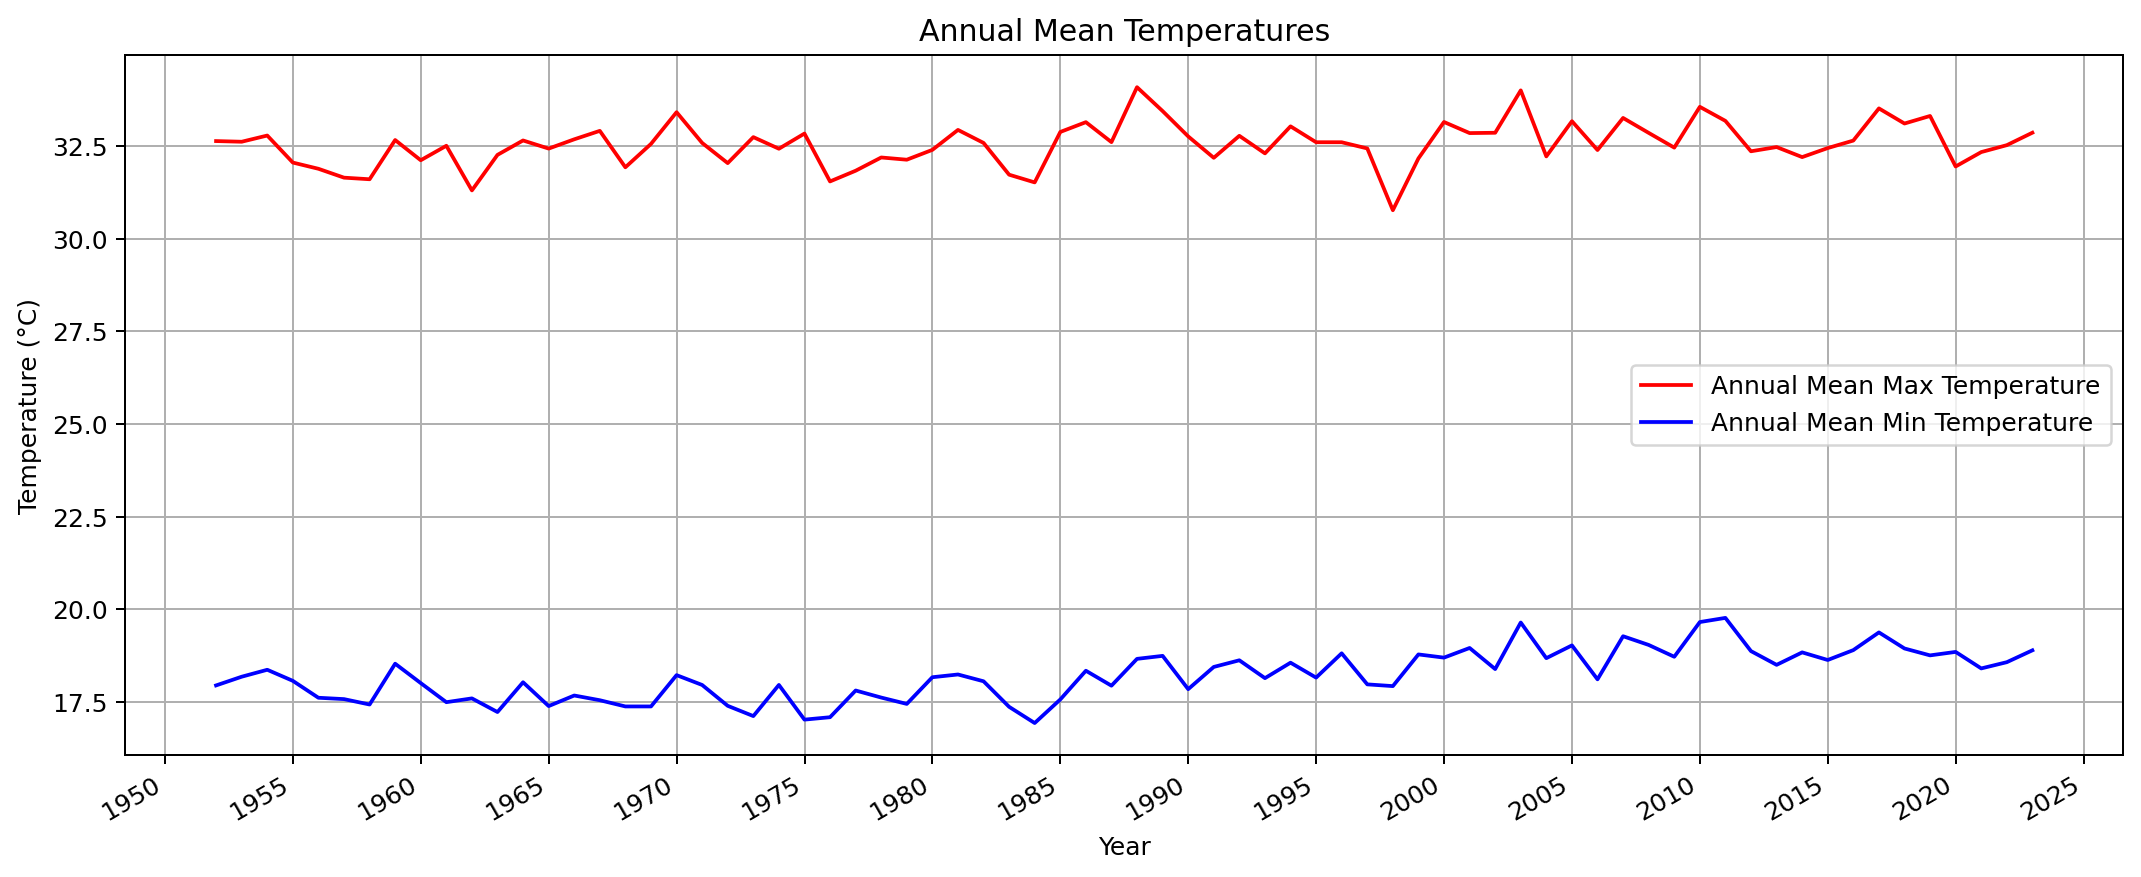 Annual Mean Temperatures
Temperature (°C)
32.5
30.0
27.5
25.0
22.5
20.0
17.5
Annual Mean Max Temperature
Annual Mean Min Temperature
1950 1955 1960 1965 1970 1975 1980 1985 1990 1995 2000 2005 2010 2015 2020 2025
Year